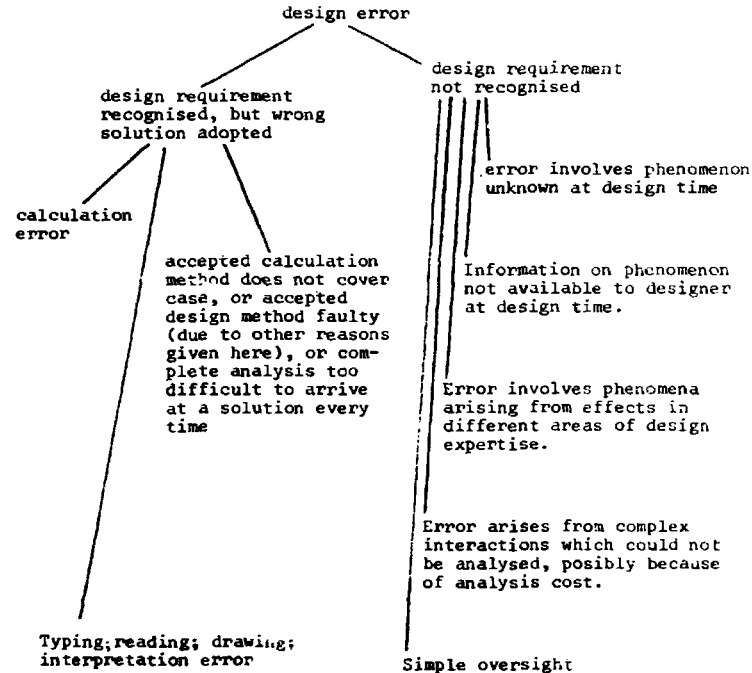 design error
design requirement
recognised, but wrong
solution adopted
design requirement
not recognised
calculation
error
accepted calculation
method does not cover
case, or accepted
design method faulty
(due to other reasons
given here), or com-
plete analysis too
difficult to arrive
at a solution every
time
Typing; reading; drawing;
interpretation error
error involves phenomenon
unknown at design time
Information on phenomenon
not available to designer
at design time.
Error involves phenomena
arising from effects in
different areas of design
expertise.
Error arises from complex
interactions which could not
be analysed, posibly because
of analysis cost.
Simple oversight